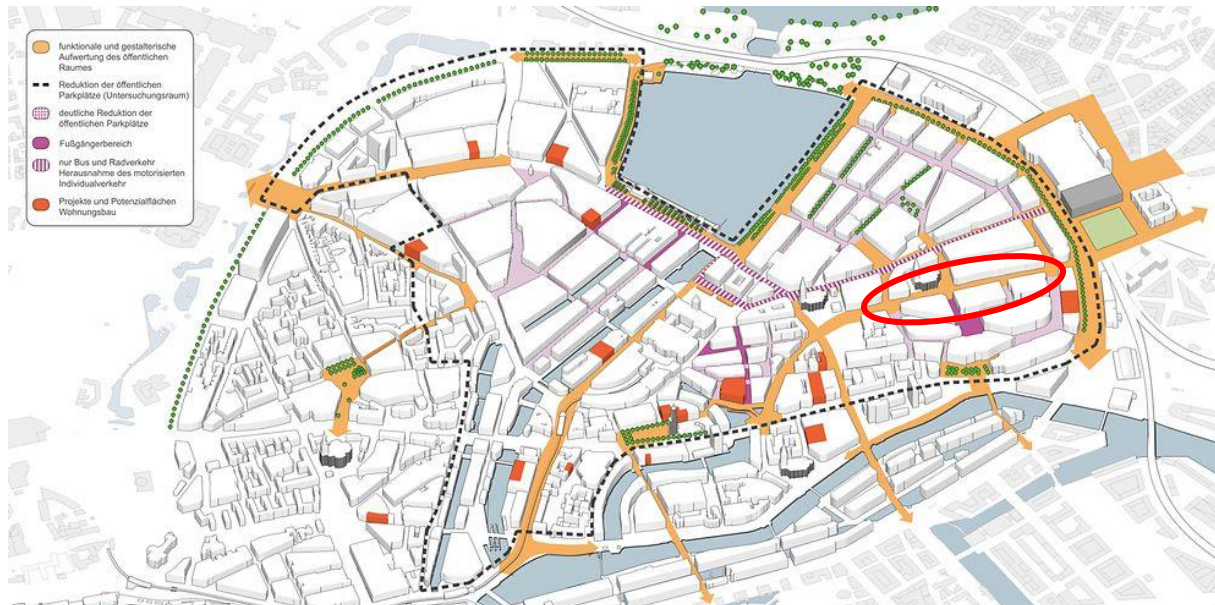 funktionale und gestalterische
Aufwertung des öffentlichen
Raumes
Reduktion der öffentlichen
Parkplätze (Untersuchungsraum)
deutliche Reduktion der
öffentlichen Parkplätze
Fußgängerbereich
nur Bus und Radverkehr
Herausnahme des motorisierten
Individualverkehr
Projekte und Potenzialflächen
Wohnungsbau